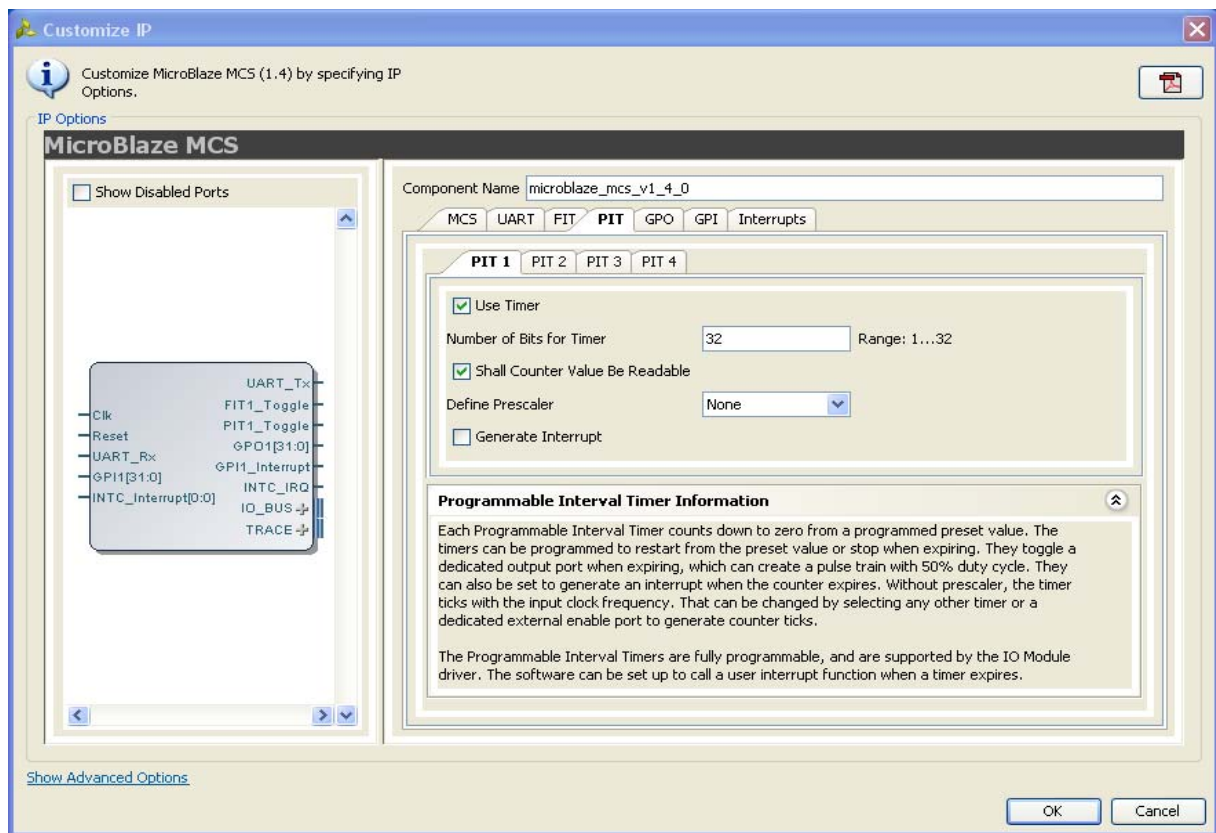 Customize IP
Customize MicroBlaze MCS (1.4) by specifying IP
Options.
IP Options
MicroBlaze MCS
Show Disabled Ports
Clk
Reset
UART_Rx
GPI1[31:0]
INTC_Interrupt[0:0]
UART_Tx
FIT1_Toggle
PIT1_Toggle
GPO1[31:0]
GPI1_Interrupt
INTC_IRQ
IO_BUS
TRACE
Component Name microblaze_mcs_v1_4_0
MCS UART FIT PIT GPO GPI Interrupts
PIT 1 PIT 2 PIT 3 PIT 4
Use Timer
Number of Bits for Timer 32 Range: 1...32
Shall Counter Value Be Readable
Define Prescaler None
Generate Interrupt
Programmable Interval Timer Information
Each Programmable Interval Timer counts down to zero from a programmed preset value. The
timers can be programmed to restart from the preset value or stop when expiring. They toggle a
dedicated output port when expiring, which can create a pulse train with 50% duty cycle. They
can also be set to generate an interrupt when the counter expires. Without prescaler, the timer
ticks with the input clock frequency. That can be changed by selecting any other timer or a
dedicated external enable port to generate counter ticks.
The Programmable Interval Timers are fully programmable, and are supported by the IO Module
driver. The software can be set up to call a user interrupt function when a timer expires.
Show Advanced Options
OK Cancel